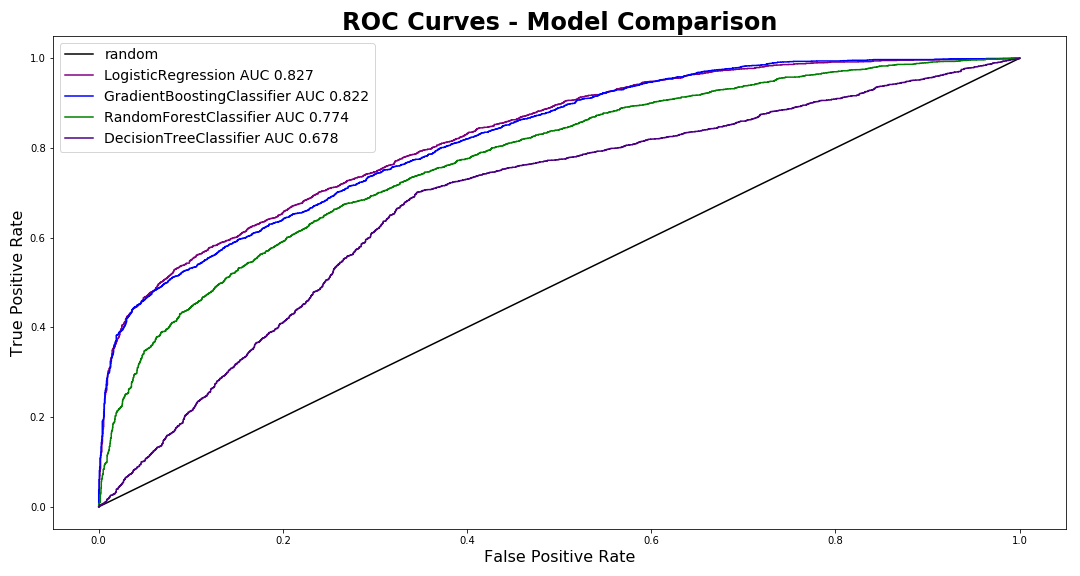 ROC Curves - Model Comparison
random
LogisticRegression AUC 0.827
GradientBoostingClassifier AUC 0.822
RandomForestClassifier AUC 0.774
DecisionTreeClassifier AUC 0.678
True Positive Rate
1.0
0.8
0.6
0.4
0.2
0.0
0.0 0.2 0.4 0.6 0.8 1.0
False Positive Rate